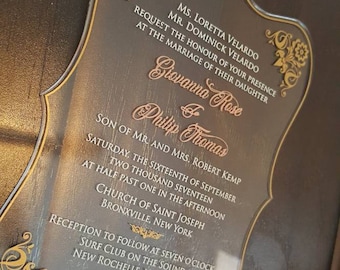 Ms. Loretta Velardo
Mr. Dominick Velardo
request the honour of your presence
at the marriage of their daughter
Giovanna Rose
&
Philip Thomas
Son of Mr. and Mrs. Robert Kemp
Saturday, the sixteenth of September
two thousand seventeen
at half past one in the afternoon
Church of Saint Joseph
Bronxville, New York
Reception to follow at seven o'clock
Surf Club on the Sound
New Rochelle